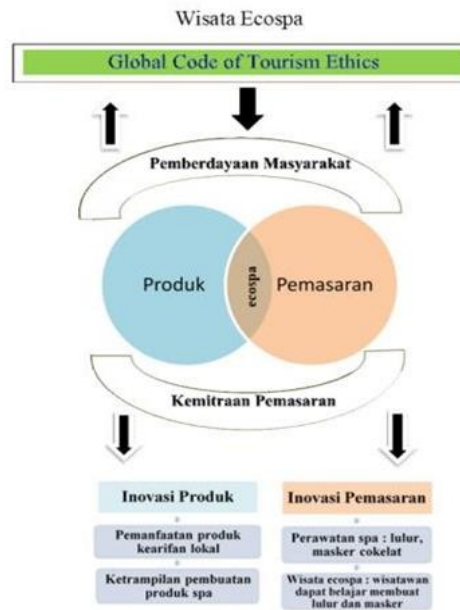 Wisata Ecospa
Global Code of Tourism Ethics
Pemberdayaan Masyarakat
Produk
ecospa
Pemasaran
Kemitraan Pemasaran
Inovasi Produk
Pemanfaatan produk
kearifan lokal
Ketrampilan pembuatan
produk spa
Inovasi Pemasaran
Perawatan spa : lulur,
masker cokelat
Wisata ecospa : wisatawan
dapat belajar membuat
lulur dan masker